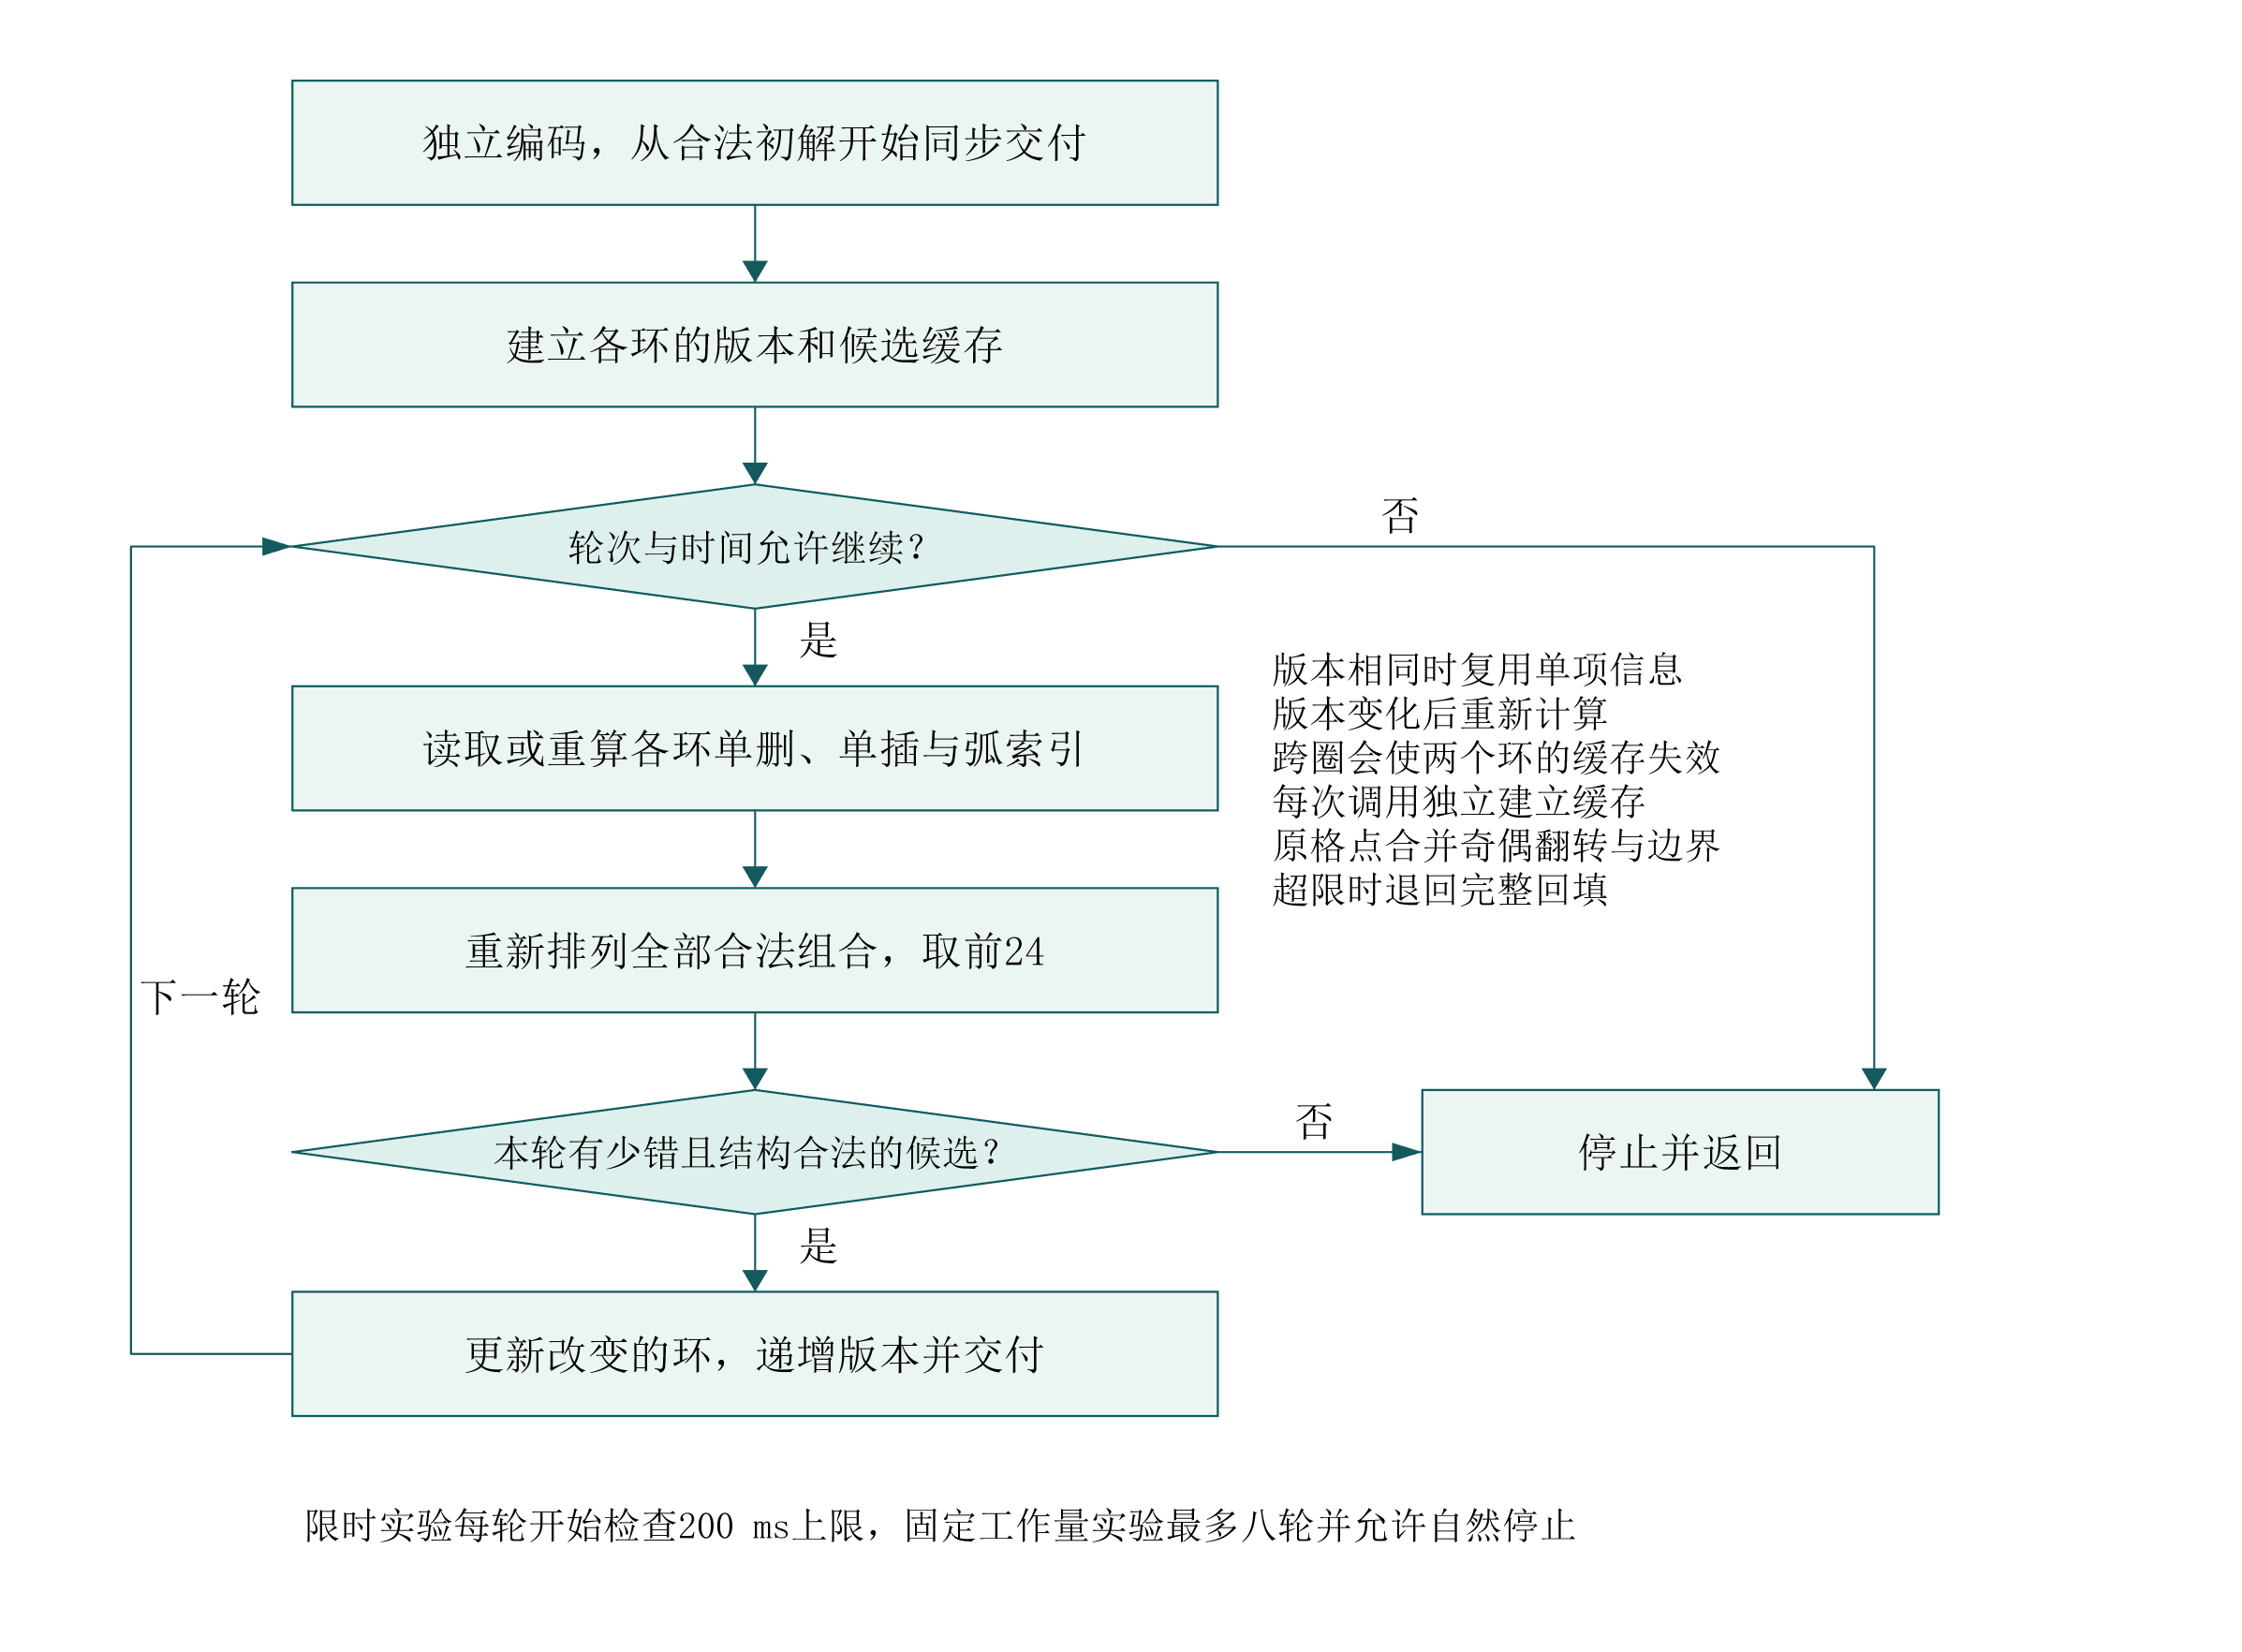 独立编码，从合法初解开始同步交付
建立各环的版本和候选缓存
轮次与时间允许继续？
否
是
读取或重算各环单删、单插与弧索引
版本相同时复用单项信息
版本变化后重新计算
跨圈会使两个环的缓存失效
每次调用独立建立缓存
原格点合并奇偶翻转与边界
超限时退回完整回填
重新排列全部合法组合，取前24
下一轮
本轮有少错且结构合法的候选？
否
停止并返回
是
更新改变的环，递增版本并交付
限时实验每轮开始检查200 ms上限，固定工作量实验最多八轮并允许自然停止